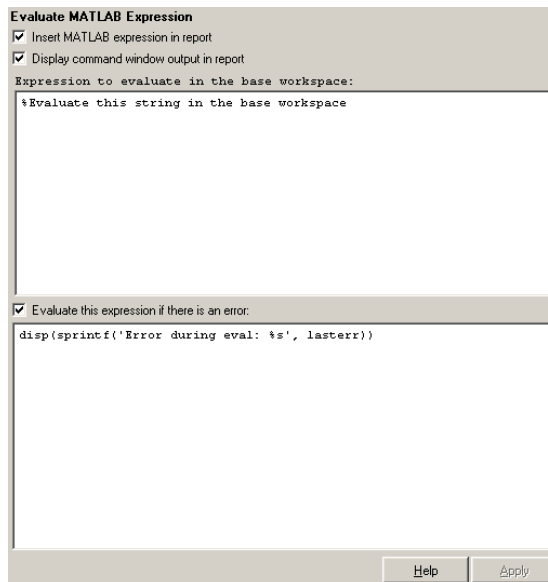 Evaluate MATLAB Expression
Insert MATLAB expression in report
Display command window output in report
Expression to evaluate in the base workspace:
%Evaluate this string in the base workspace
Evaluate this expression if there is an error:
disp(sprintf('Error during eval: %s', lasterr))
Help Apply